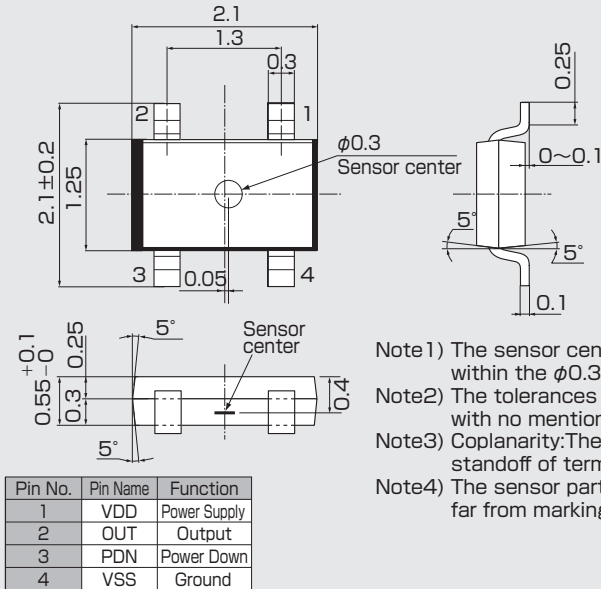 2.1
1.3
0.3
2
1
φ0.3
Sensor center
2.1±0.2
1.25
3
0.05
4
0.25
0～0.1
5°
5°
0.1
5°
Sensor
center
0.55 +0.1 −0
0.25
0.3
0.4
5°
Note1) The sensor cen
within the φ0.3
Note2) The tolerances
with no mention
Note3) Coplanarity:The
standoff of term
Note4) The sensor part
far from marking
Pin No. Pin Name Function
1 VDD Power Supply
2 OUT Output
3 PDN Power Down
4 VSS Ground